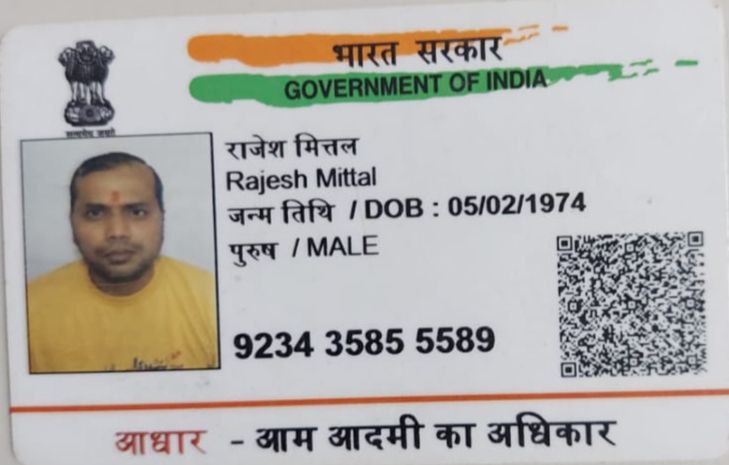 भारत सरकार
GOVERNMENT OF INDIA
सत्यमेव जयते
राजेश मित्तल
Rajesh Mittal
जन्म तिथि / DOB : 05/02/1974
पुरुष / MALE
9234 3585 5589
आधार - आम आदमी का अधिकार